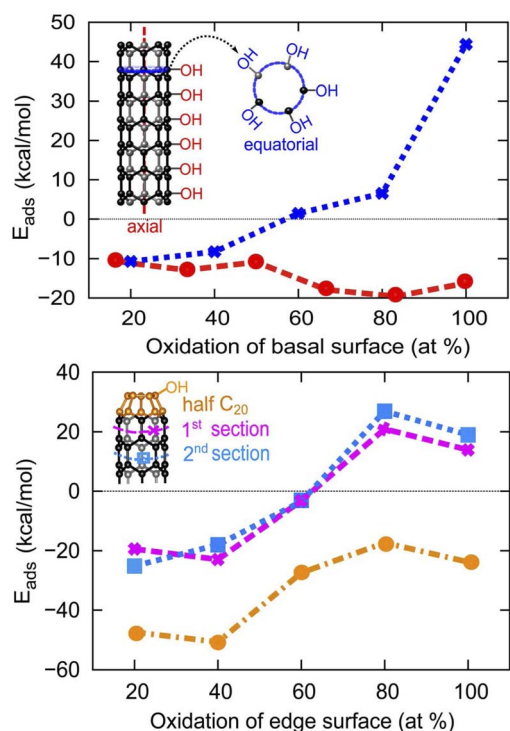 50
40
30
20
10
0
−10
−20
E_ads (kcal/mol)
OH
OH
OH
OH
OH
OH
axial
OH
OH
OH
OH
OH
equatorial
20 40 60 80 100
Oxidation of basal surface (at %)
40
20
0
−20
−40
−60
E_ads (kcal/mol)
OH
half C₂₀
1ˢᵗ section
2ⁿᵈ section
20 40 60 80 100
Oxidation of edge surface (at %)